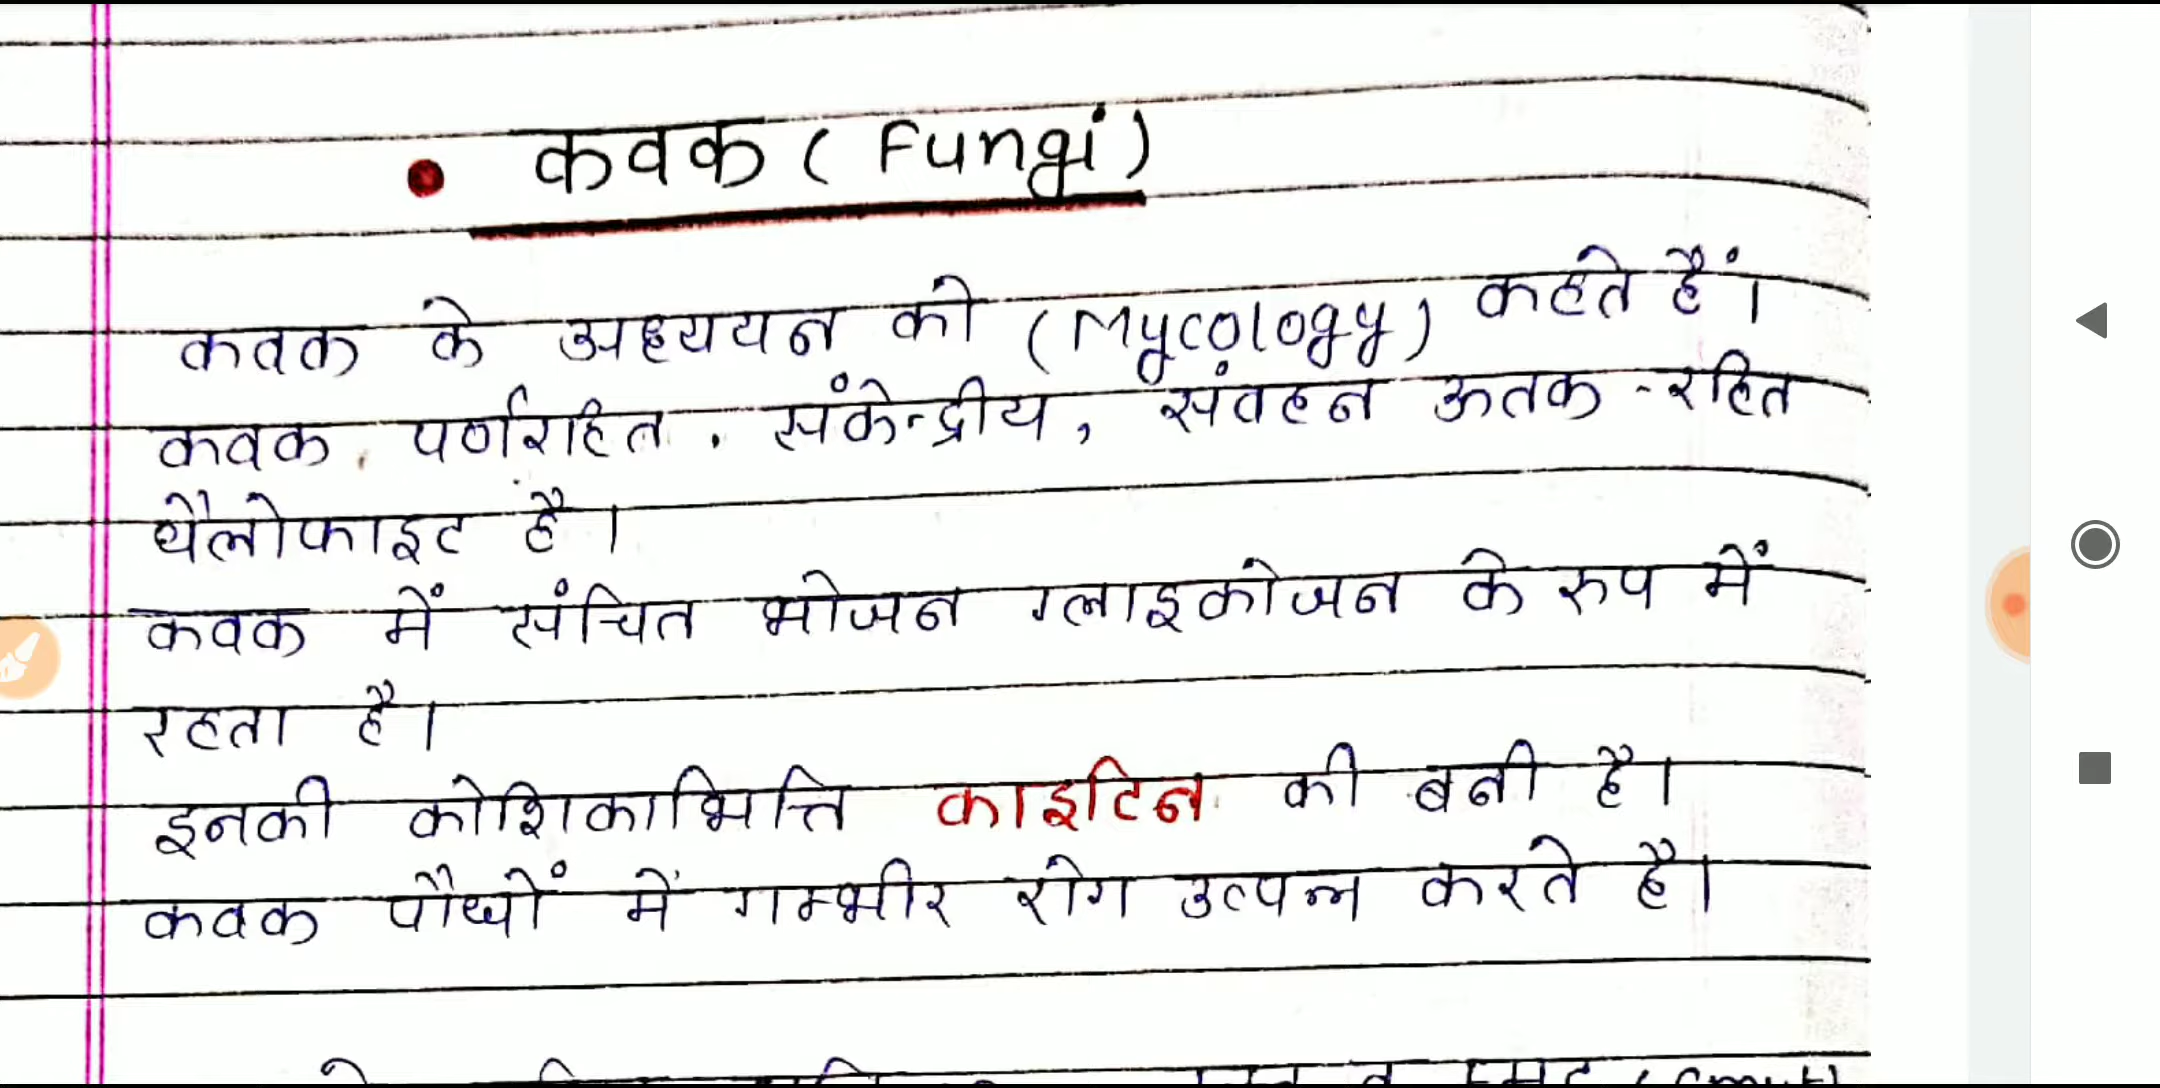 • कवक ( Fungi )
कवक के अध्ययन को (Mycology) कहते हैं।
कवक, पर्णरहित, संकेन्द्रीय, संवहन ऊतक - रहित
थैलोफाइट है।
कवक में संचित भोजन ग्लाइकोजन के रुप में
रहता है।
इनकी कोशिकाभित्ति काइटिन की बनी है।
कवक पौधों में गम्भीर रोग उत्पन्न करते है।